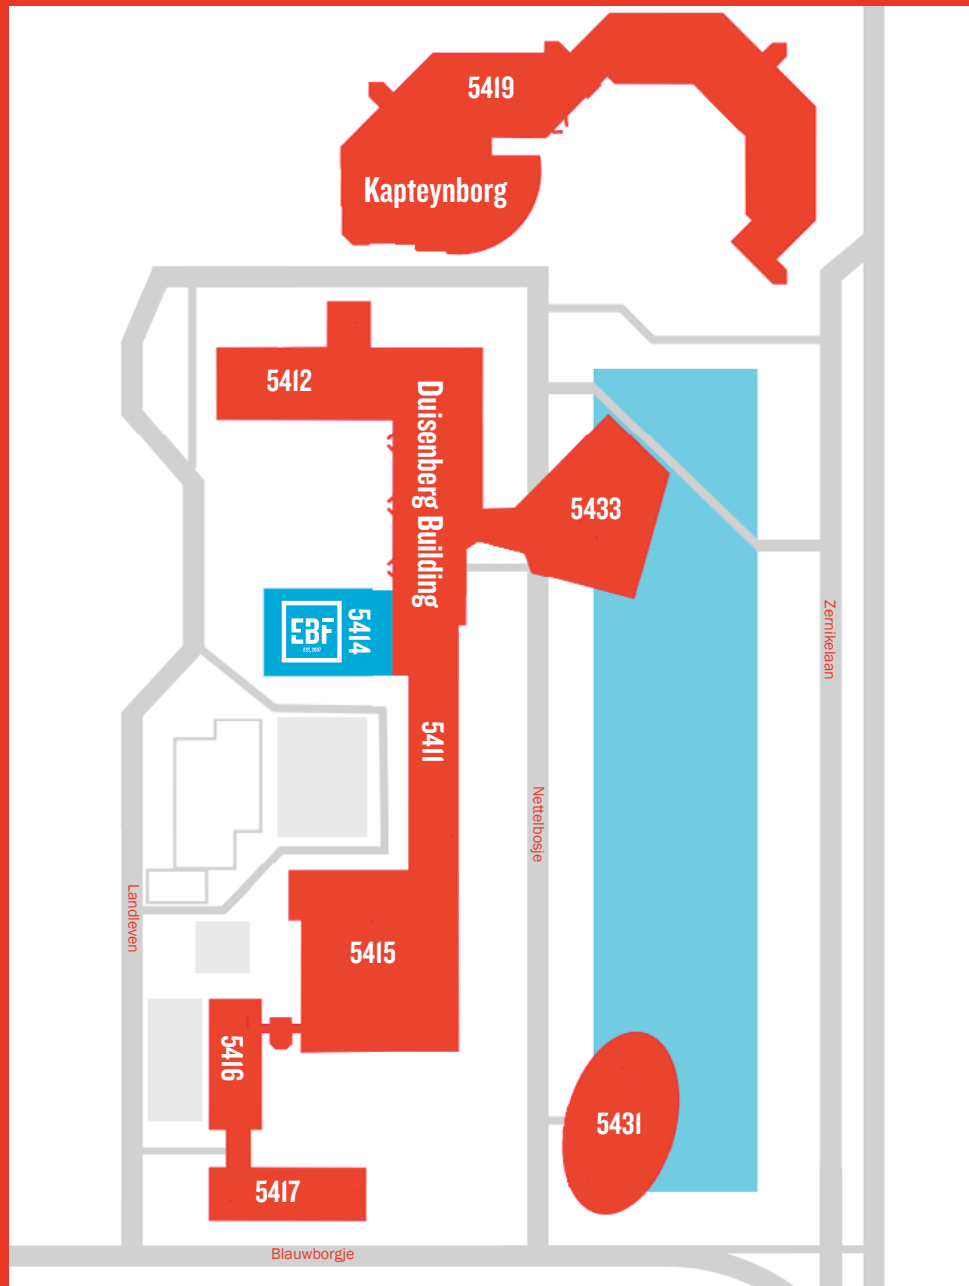 5419
Kapteynborg
5412
Duisenberg Building
5433
EBF
EST. 2007
5414
Zernikelaan
5411
Nettelbosje
Landleven
5415
5416
5431
5417
Blauwborgje